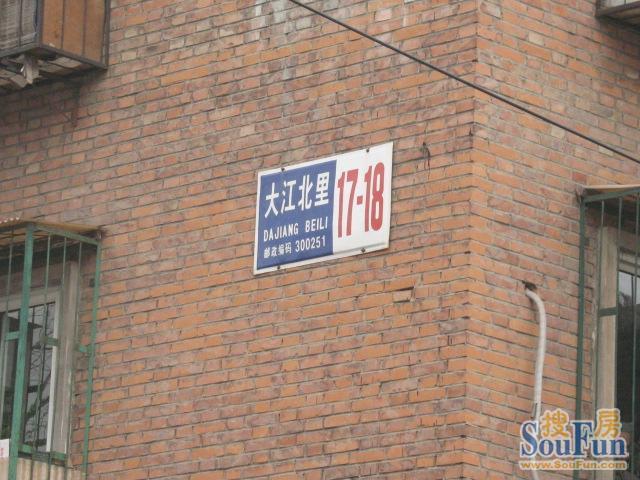 大江北里
DAJIANG BEILI
邮政编码 300251
17-18
搜房
SouFun
www.SouFun.com